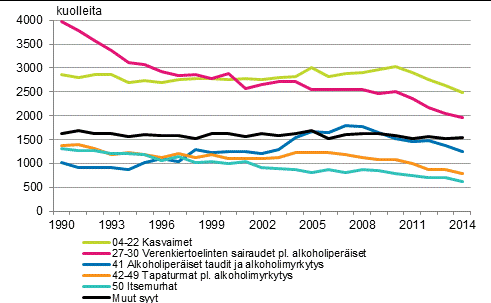 kuolleita
4500
4000
3500
3000
2500
2000
1500
1000
500
0
1990 1993 1996 1999 2002 2005 2008 2011 2014
04-22 Kasvaimet
27-30 Verenkiertoelinten sairaudet pl. alkoholiperäiset
41 Alkoholiperäiset taudit ja alkoholimyrkytys
42-49 Tapaturmat pl. alkoholimyrkytys
50 Itsemurhat
Muut syyt